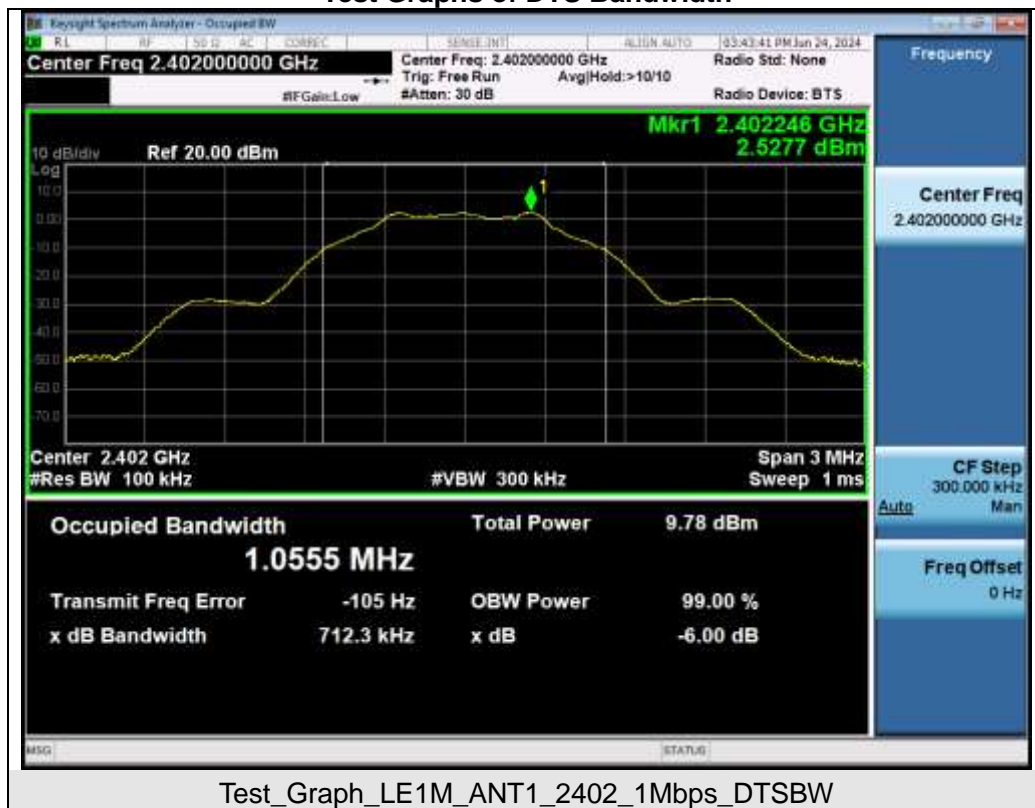 Test Graphs of DTS Bandwidth
Keysight Spectrum Analyzer - Occupied BW
RL RF 50 Ω AC CORREC SENSE:INT ALIGN AUTO 03:43:41 PM Jun 24, 2024
Center Freq 2.402000000 GHz
Center Freq: 2.402000000 GHz
Radio Std: None
Trig: Free Run Avg|Hold:>10/10
#IFGain:Low #Atten: 30 dB Radio Device: BTS
Mkr1 2.402246 GHz
2.5277 dBm
10 dB/div Ref 20.00 dBm
Log
10.0
0.00
-10.0
-20.0
-30.0
-40.0
-50.0
-60.0
-70.0
1
Center 2.402 GHz Span 3 MHz
#Res BW 100 kHz #VBW 300 kHz Sweep 1 ms
Occupied Bandwidth Total Power 9.78 dBm
1.0555 MHz
Transmit Freq Error -105 Hz OBW Power 99.00 %
x dB Bandwidth 712.3 kHz x dB -6.00 dB
MSG STATUS
Frequency
Center Freq
2.402000000 GHz
CF Step
300.000 kHz
Auto Man
Freq Offset
0 Hz
Test_Graph_LE1M_ANT1_2402_1Mbps_DTSBW